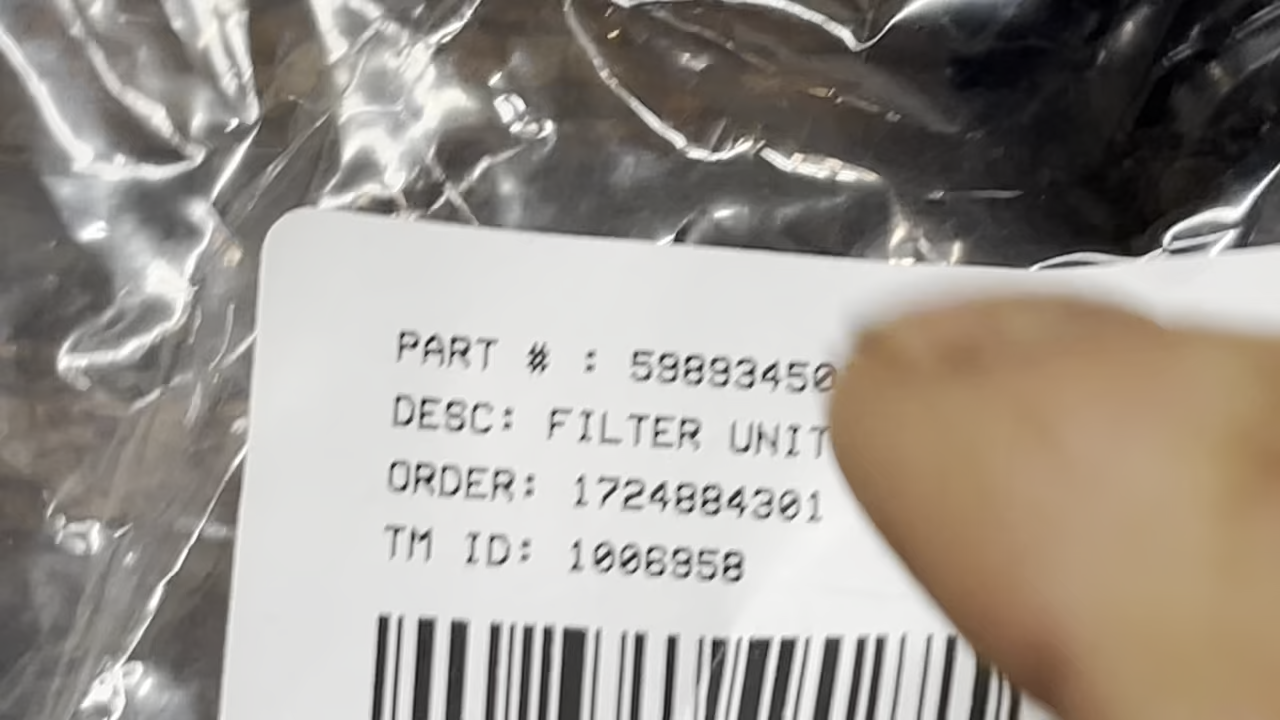 PART # : 59893450
DESC: FILTER UNIT
ORDER: 1724884301
TM ID: 1006858